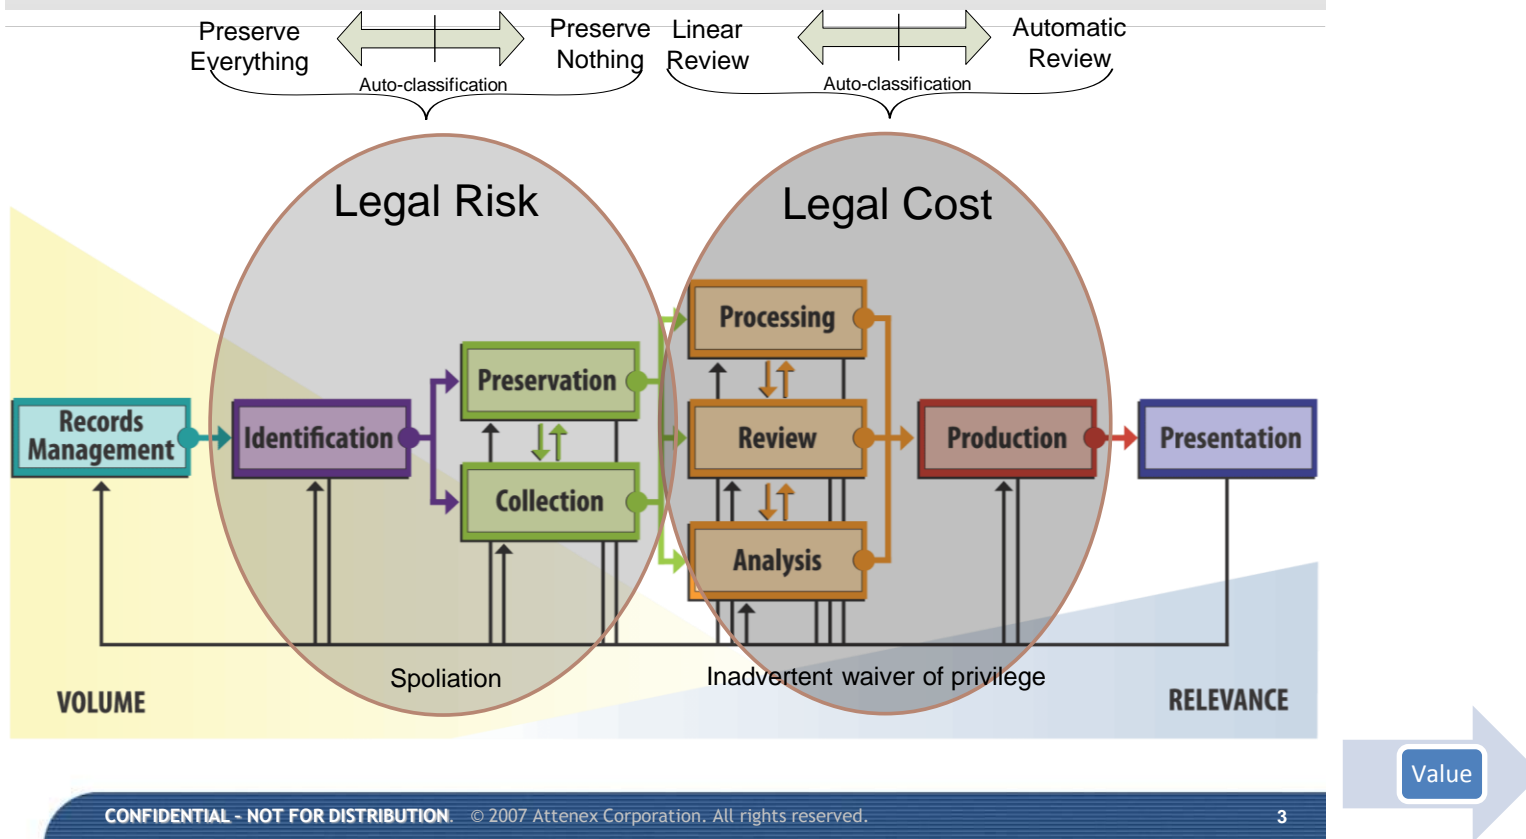 Preserve
Everything
Preserve
Nothing
Auto-classification
Linear
Review
Automatic
Review
Auto-classification
Legal Risk
Legal Cost
Records
Management
Identification
Preservation
Collection
Processing
Review
Analysis
Production
Presentation
Spoliation
Inadvertent waiver of privilege
VOLUME
RELEVANCE
Value
CONFIDENTIAL - NOT FOR DISTRIBUTION. © 2007 Attenex Corporation. All rights reserved.
3